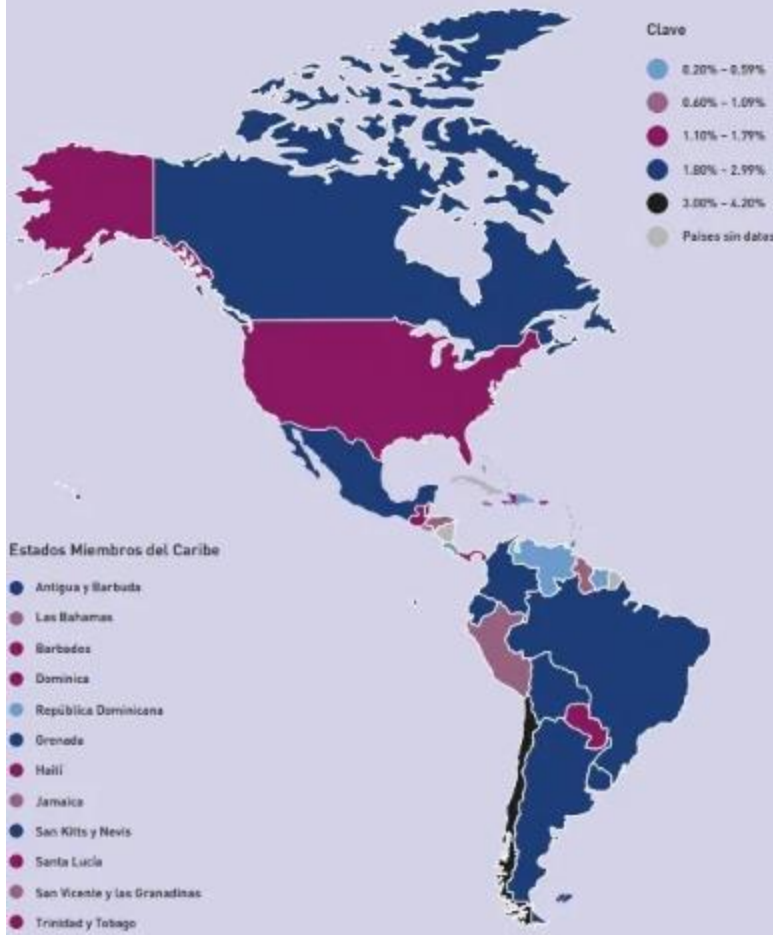 Clave
0.20% – 0.59%
0.60% – 1.09%
1.10% – 1.79%
1.80% – 2.99%
3.00% – 4.20%
Países sin datos
Estados Miembros del Caribe
Antigua y Barbuda
Las Bahamas
Barbados
Dominica
República Dominicana
Grenada
Haití
Jamaica
San Kitts y Nevis
Santa Lucía
San Vicente y las Granadinas
Trinidad y Tobago